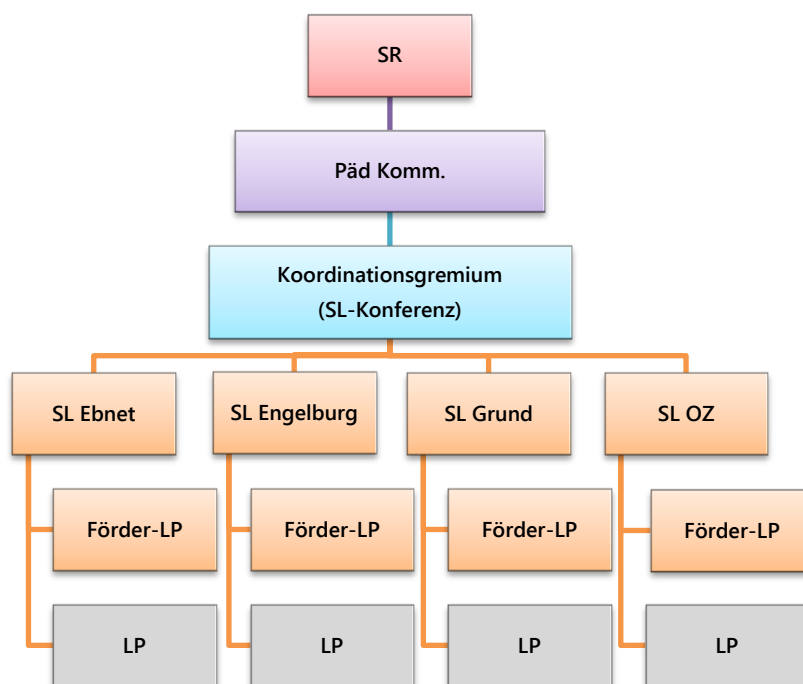 SR
Päd Komm.
Koordinationsgremium
(SL-Konferenz)
SL Ebnet
SL Engelburg
SL Grund
SL OZ
Förder-LP
Förder-LP
Förder-LP
Förder-LP
LP
LP
LP
LP